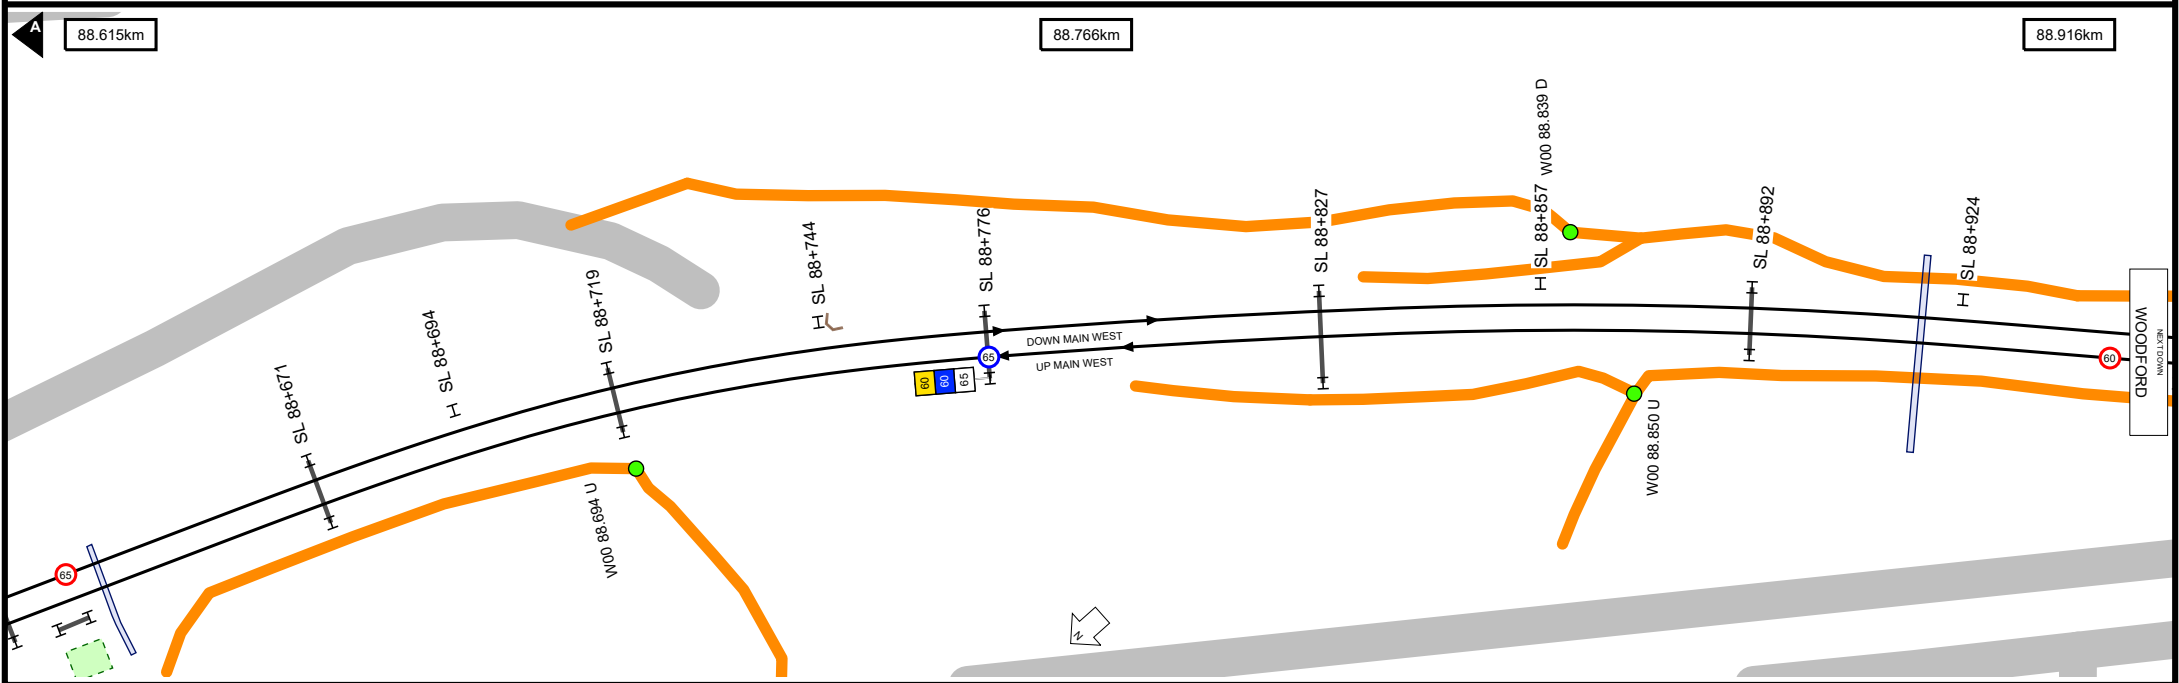 A
88.615km
88.766km
88.916km
W00 88.839 D
SL 88+671
SL 88+694
SL 88+719
SL 88+744
SL 88+776
SL 88+827
SL 88+857
SL 88+892
SL 88+924
DOWN MAIN WEST
UP MAIN WEST
65
60
60
65
65
60
WOODFORD
NEXT DOWN
W00 88.694 U
W00 88.850 U
N